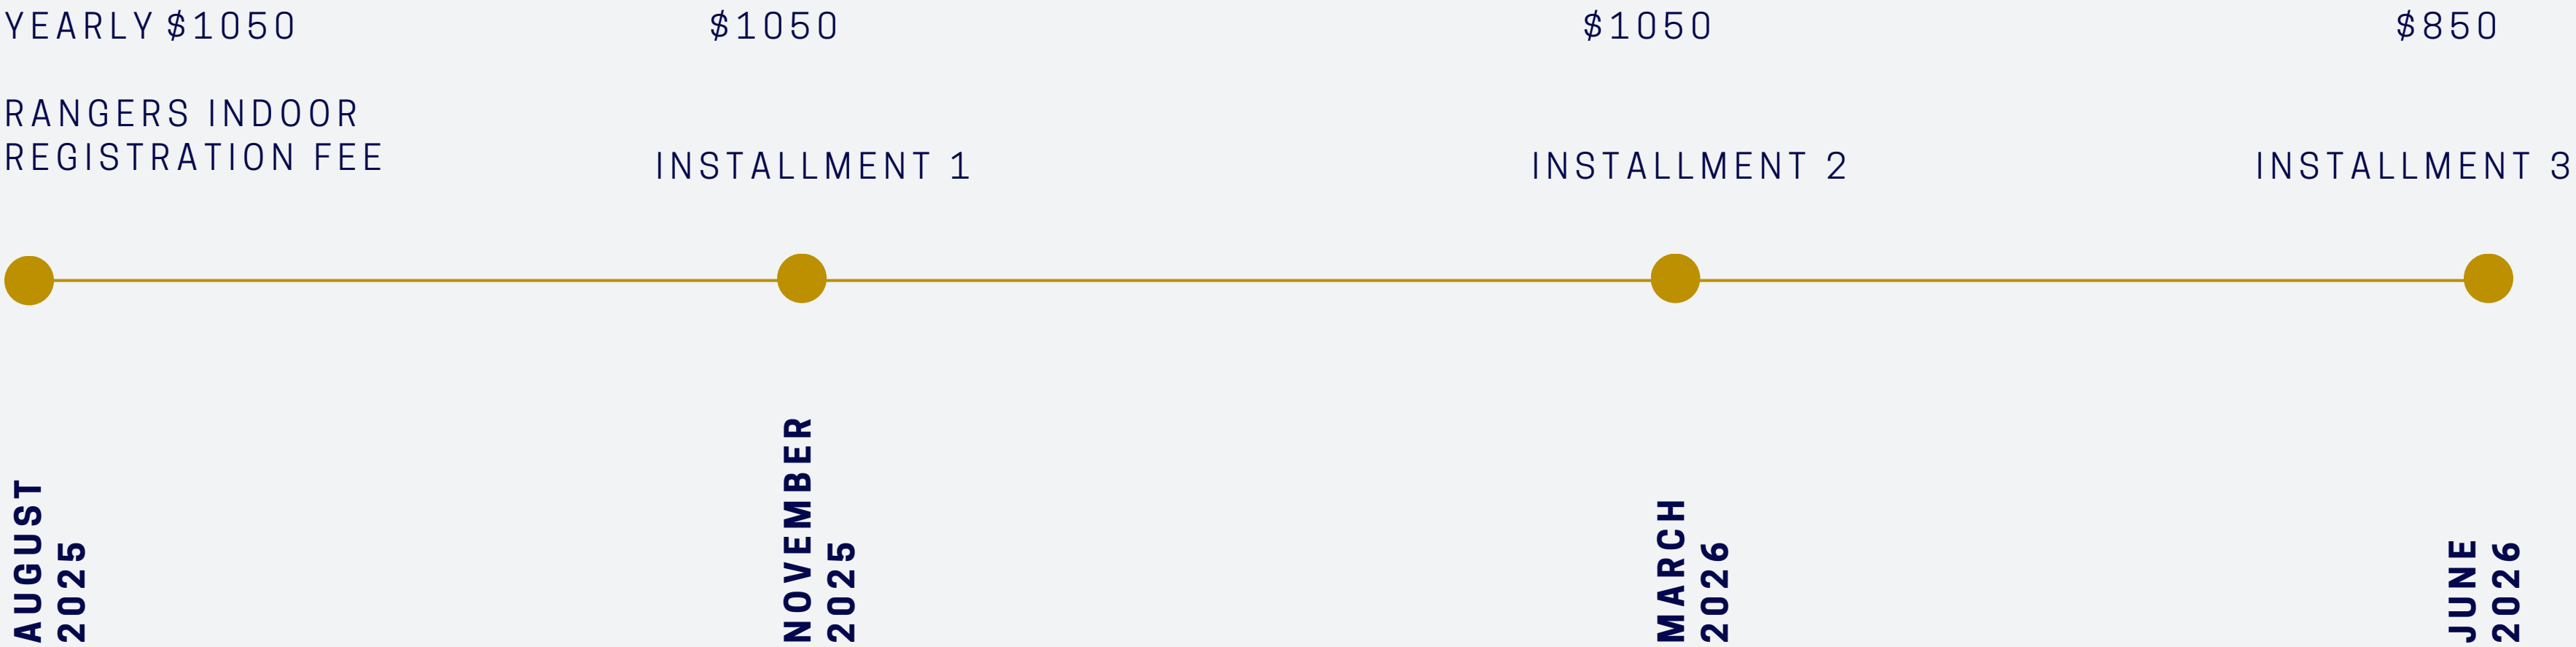 YEARLY $1050
$1050
$1050
$850
RANGERS INDOOR
REGISTRATION FEE
INSTALLMENT 1
INSTALLMENT 2
INSTALLMENT 3
AUGUST
2025
NOVEMBER
2025
MARCH
2026
JUNE
2026